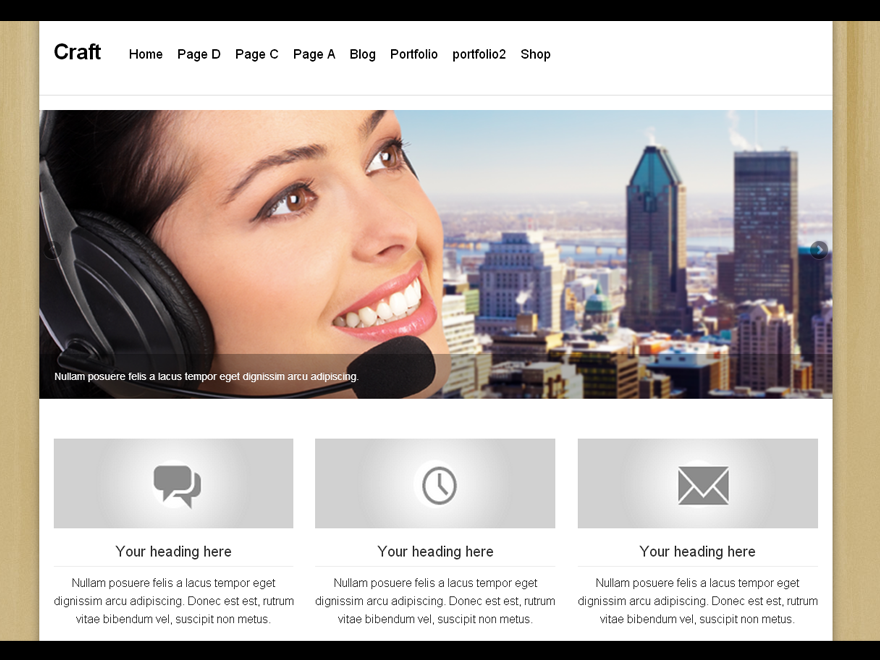 Craft
Home Page D Page C Page A Blog Portfolio portfolio2 Shop
Nullam posuere felis a lacus tempor eget dignissim arcu adipiscing.
Your heading here
Nullam posuere felis a lacus tempor eget
dignissim arcu adipiscing. Donec est est, rutrum
vitae bibendum vel, suscipit non metus.
Your heading here
Nullam posuere felis a lacus tempor eget
dignissim arcu adipiscing. Donec est est, rutrum
vitae bibendum vel, suscipit non metus.
Your heading here
Nullam posuere felis a lacus tempor eget
dignissim arcu adipiscing. Donec est est, rutrum
vitae bibendum vel, suscipit non metus.